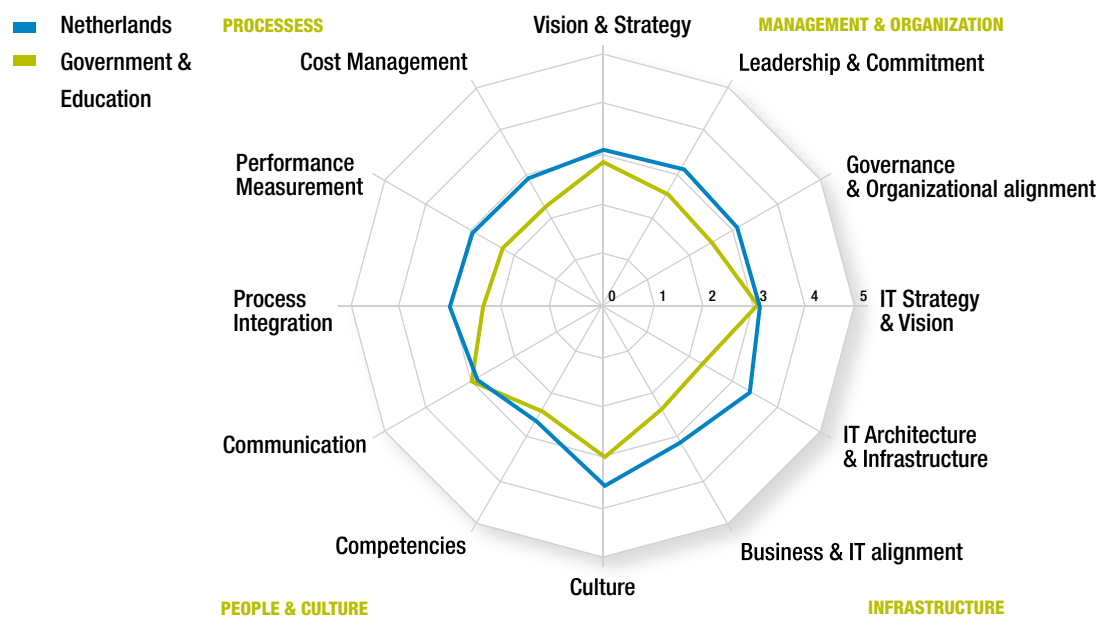 Netherlands
Government &
Education
PROCESSESS
Vision & Strategy
MANAGEMENT & ORGANIZATION
Cost Management
Leadership & Commitment
Performance
Measurement
Governance
& Organizational alignment
Process
Integration
0 1 2 3 4 5
IT Strategy
& Vision
Communication
IT Architecture
& Infrastructure
Competencies
Business & IT alignment
Culture
PEOPLE & CULTURE
INFRASTRUCTURE